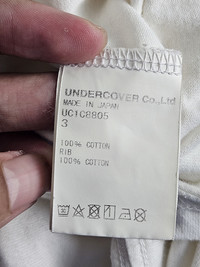 UNDERCOVER Co.,Ltd
MADE IN JAPAN
UC1C8805
3
100% COTTON
RIB
100% COTTON